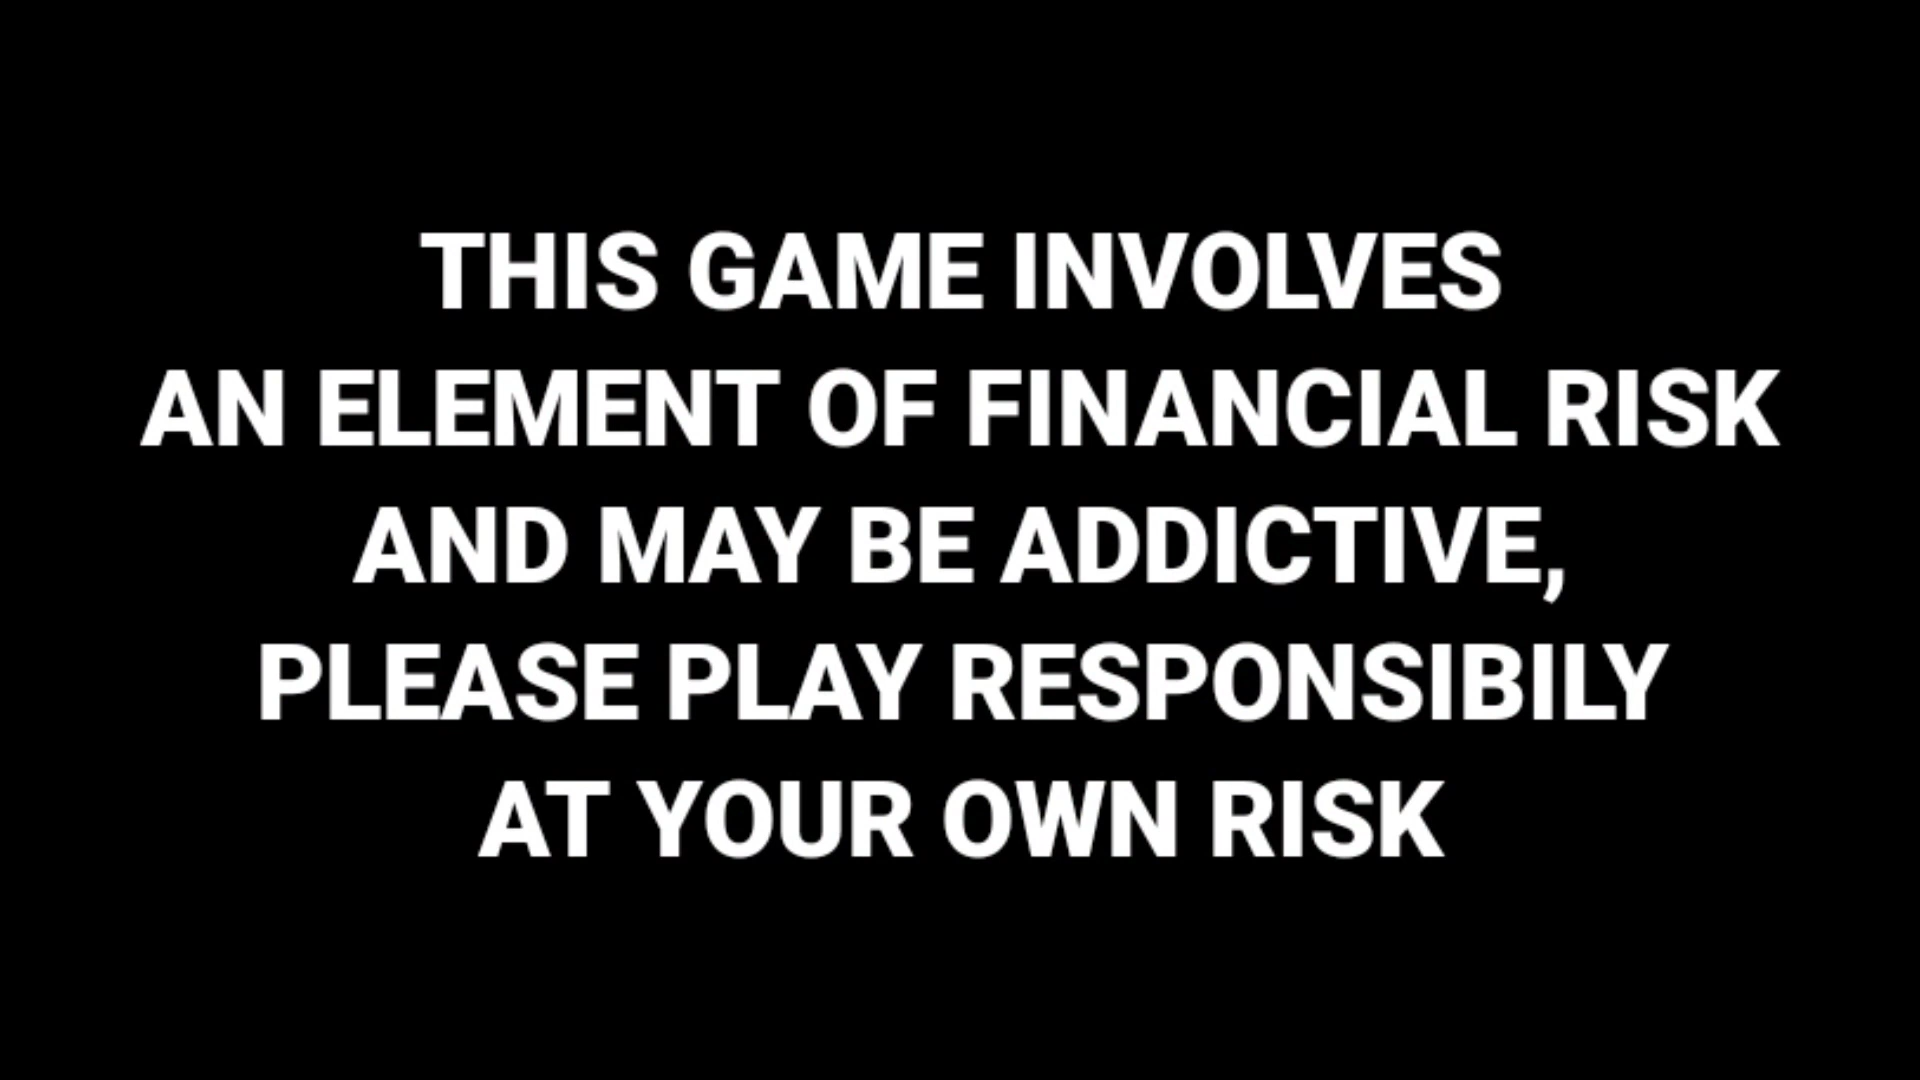 THIS GAME INVOLVES
AN ELEMENT OF FINANCIAL RISK
AND MAY BE ADDICTIVE,
PLEASE PLAY RESPONSIBILY
AT YOUR OWN RISK